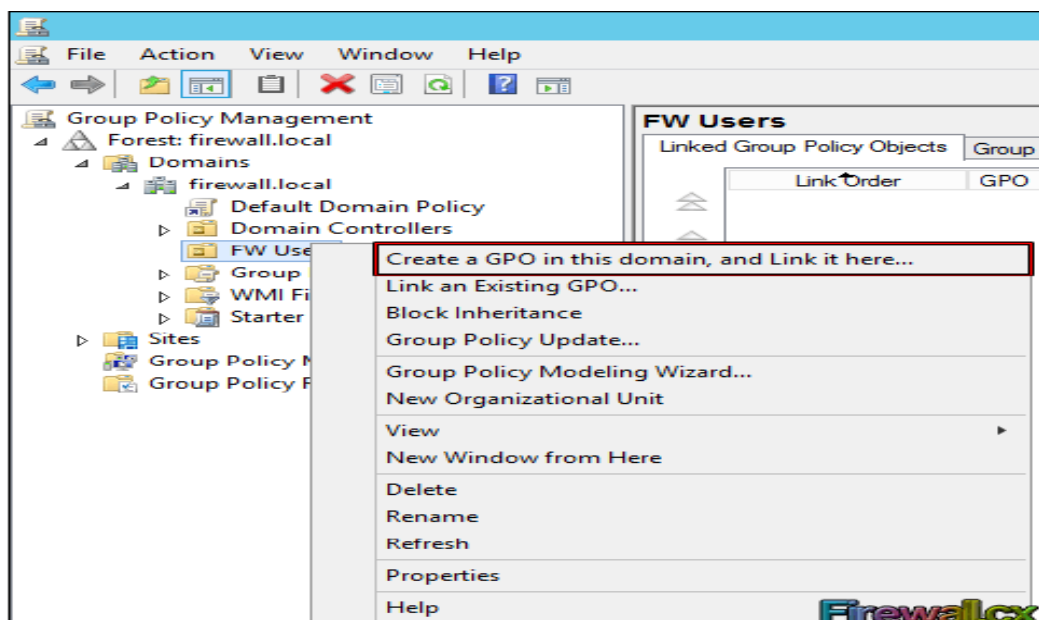 File Action View Window Help
Group Policy Management
Forest: firewall.local
Domains
firewall.local
Default Domain Policy
Domain Controllers
FW Use
Group
WMI Fi
Starter
Sites
Group Policy M
Group Policy
FW Users
Linked Group Policy Objects Group
Link Order GPO
Create a GPO in this domain, and Link it here...
Link an Existing GPO...
Block Inheritance
Group Policy Update...
Group Policy Modeling Wizard...
New Organizational Unit
View
New Window from Here
Delete
Rename
Refresh
Properties
Help
Firewall.cx